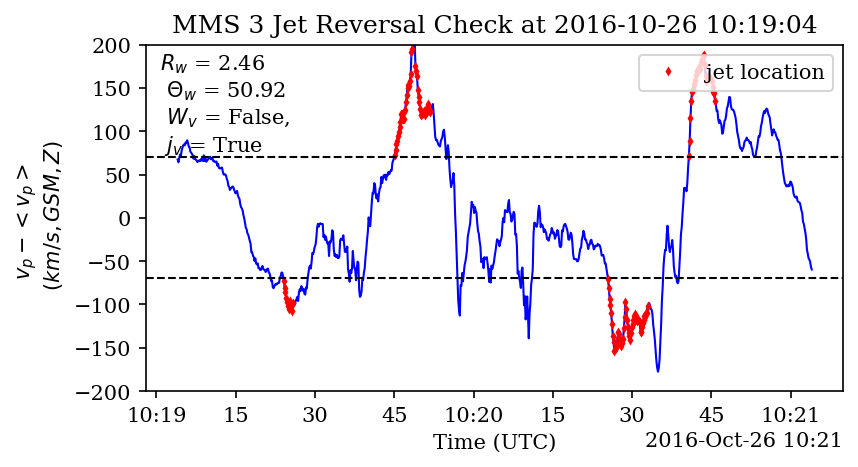 MMS 3 Jet Reversal Check at 2016-10-26 10:19:04
R_w = 2.46
Θ_w = 50.92
W_v = False,
j_v = True
jet location
v_p − < v_p >
(km/s, GSM, Z)
200
150
100
50
0
−50
−100
−150
−200
10:19 15 30 45 10:20 15 30 45 10:21
Time (UTC)
2016-Oct-26 10:21